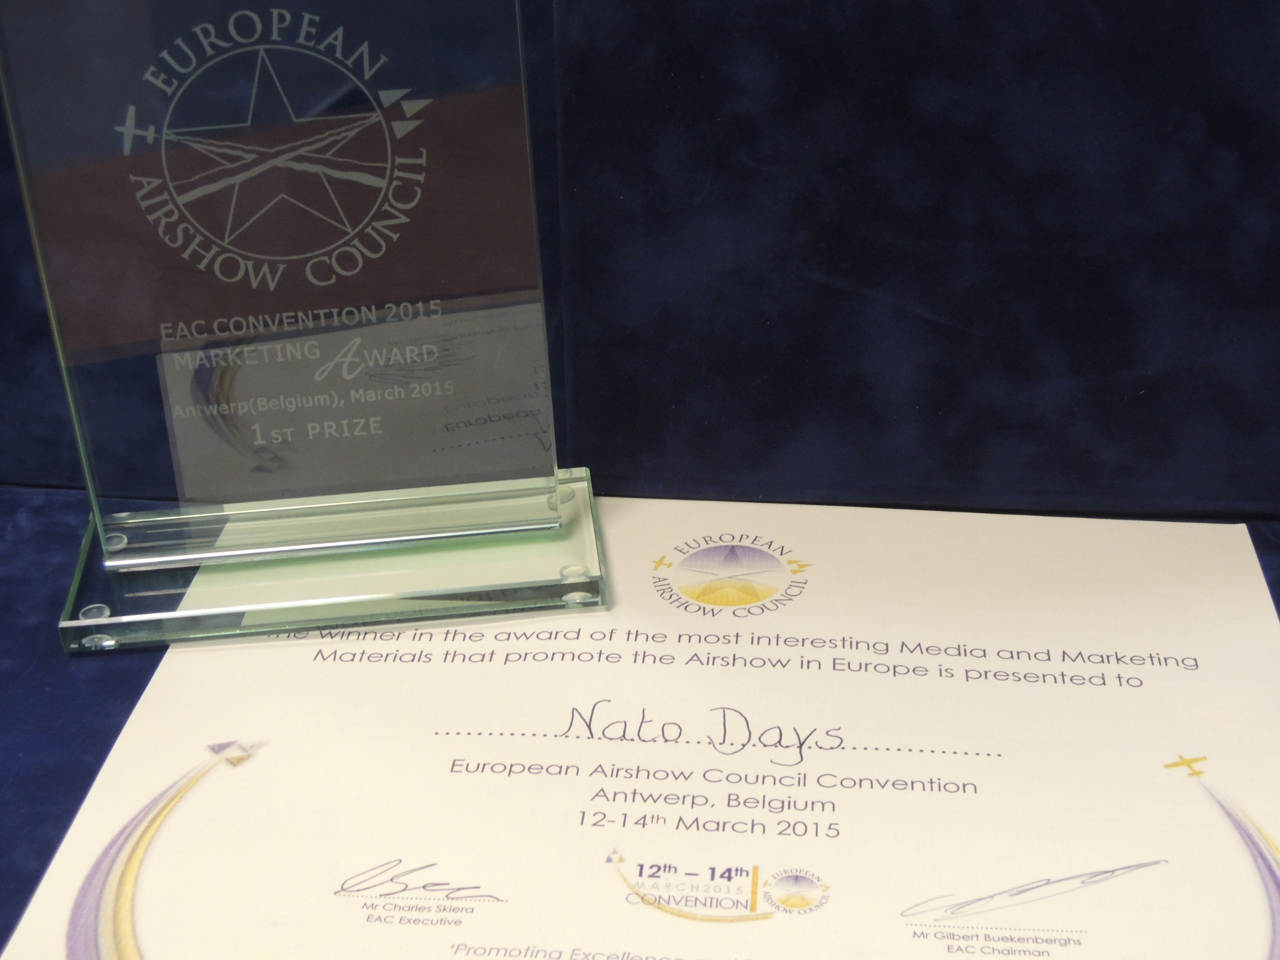 EUROPEAN
AIRSHOW COUNCIL
EAC CONVENTION 2015
MARKETING AWARD
Antwerp(Belgium), March 2015
1ST PRIZE
EUROPEAN
AIRSHOW COUNCIL
The winner in the award of the most interesting Media and Marketing
Materials that promote the Airshow in Europe is presented to
Nato Days
European Airshow Council Convention
Antwerp, Belgium
12-14th March 2015
12th – 14th
MARCH 2015
CONVENTION
EUROPEAN
AIRSHOW COUNCIL
Mr Charles Skiera
EAC Executive
Mr Gilbert Buekenberghs
EAC Chairman
'Promoting Excellence